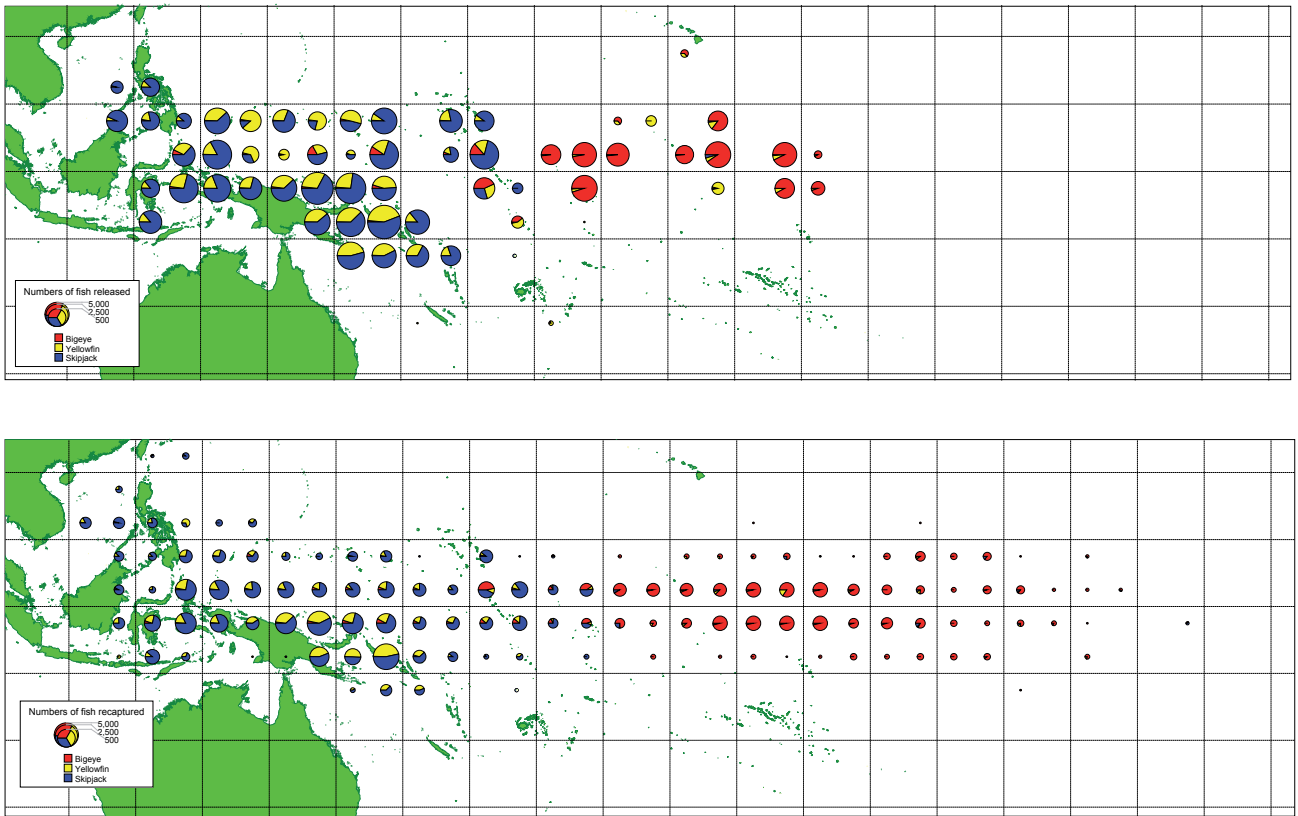 Numbers of fish released
5,000
2,500
500
Bigeye
Yellowfin
Skipjack
Numbers of fish recaptured
5,000
2,500
500
Bigeye
Yellowfin
Skipjack